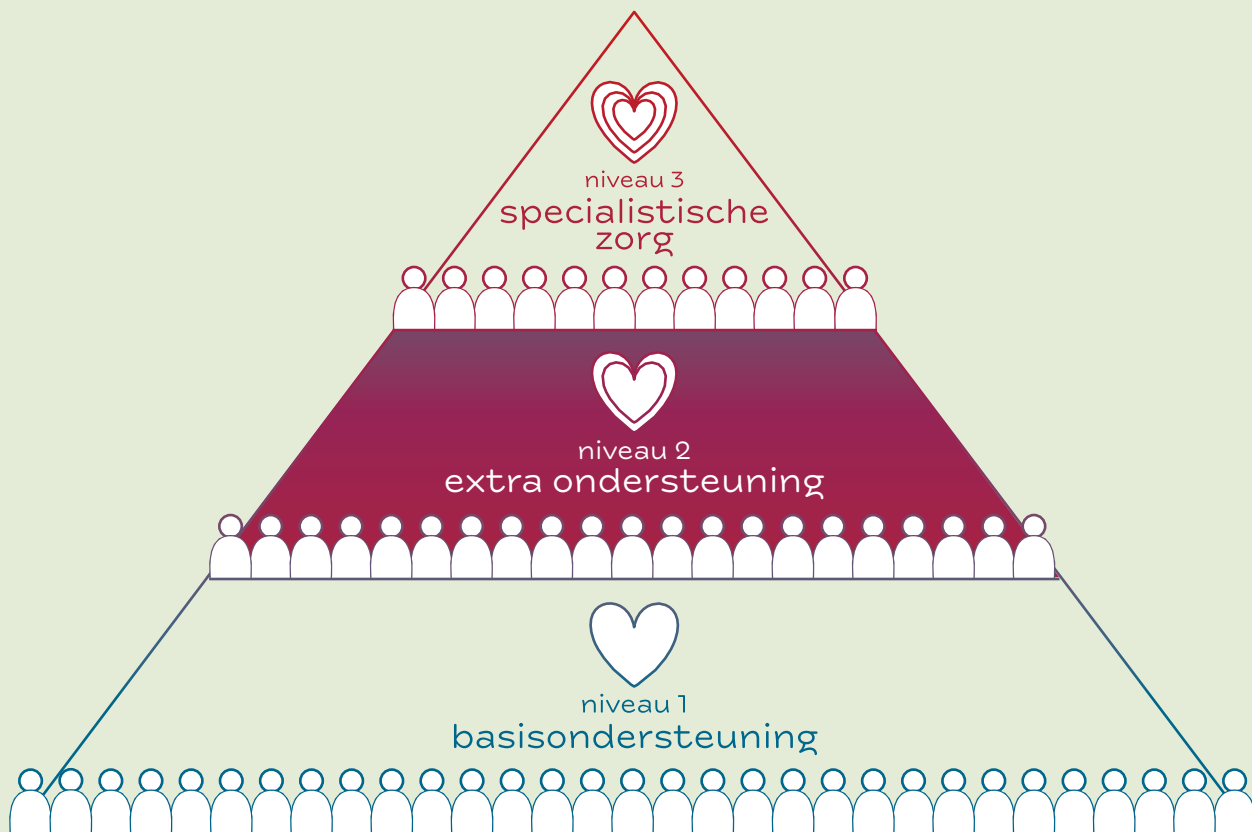 niveau 3
specialistische
zorg
niveau 2
extra ondersteuning
niveau 1
basisondersteuning